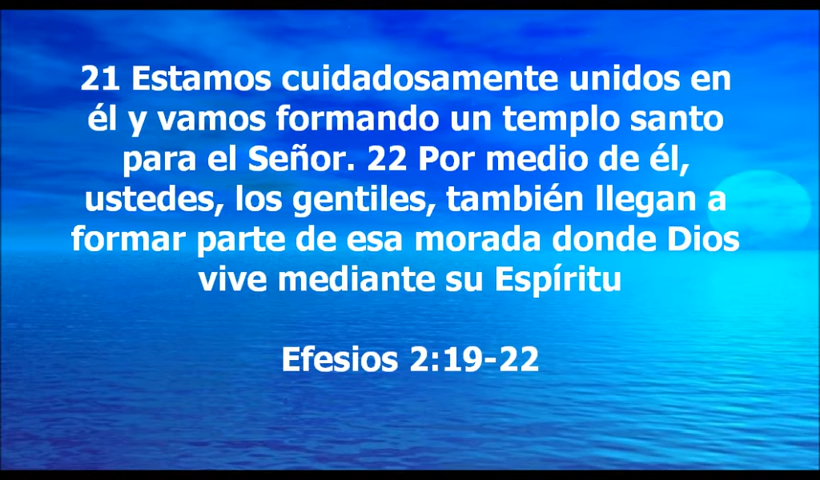 21 Estamos cuidadosamente unidos en
él y vamos formando un templo santo
para el Señor. 22 Por medio de él,
ustedes, los gentiles, también llegan a
formar parte de esa morada donde Dios
vive mediante su Espíritu
Efesios 2:19-22